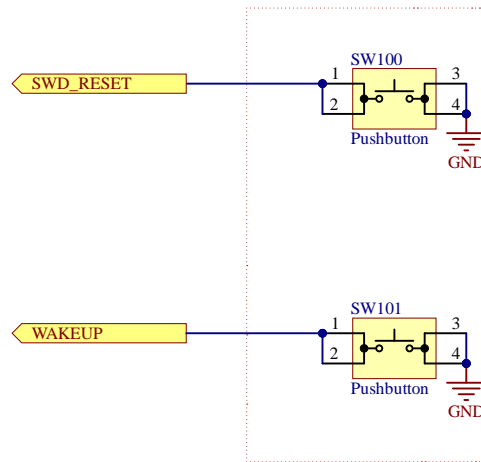 SW100
1
3
SWD_RESET
2
4
Pushbutton
GND
SW101
1
3
WAKEUP
2
4
Pushbutton
GND